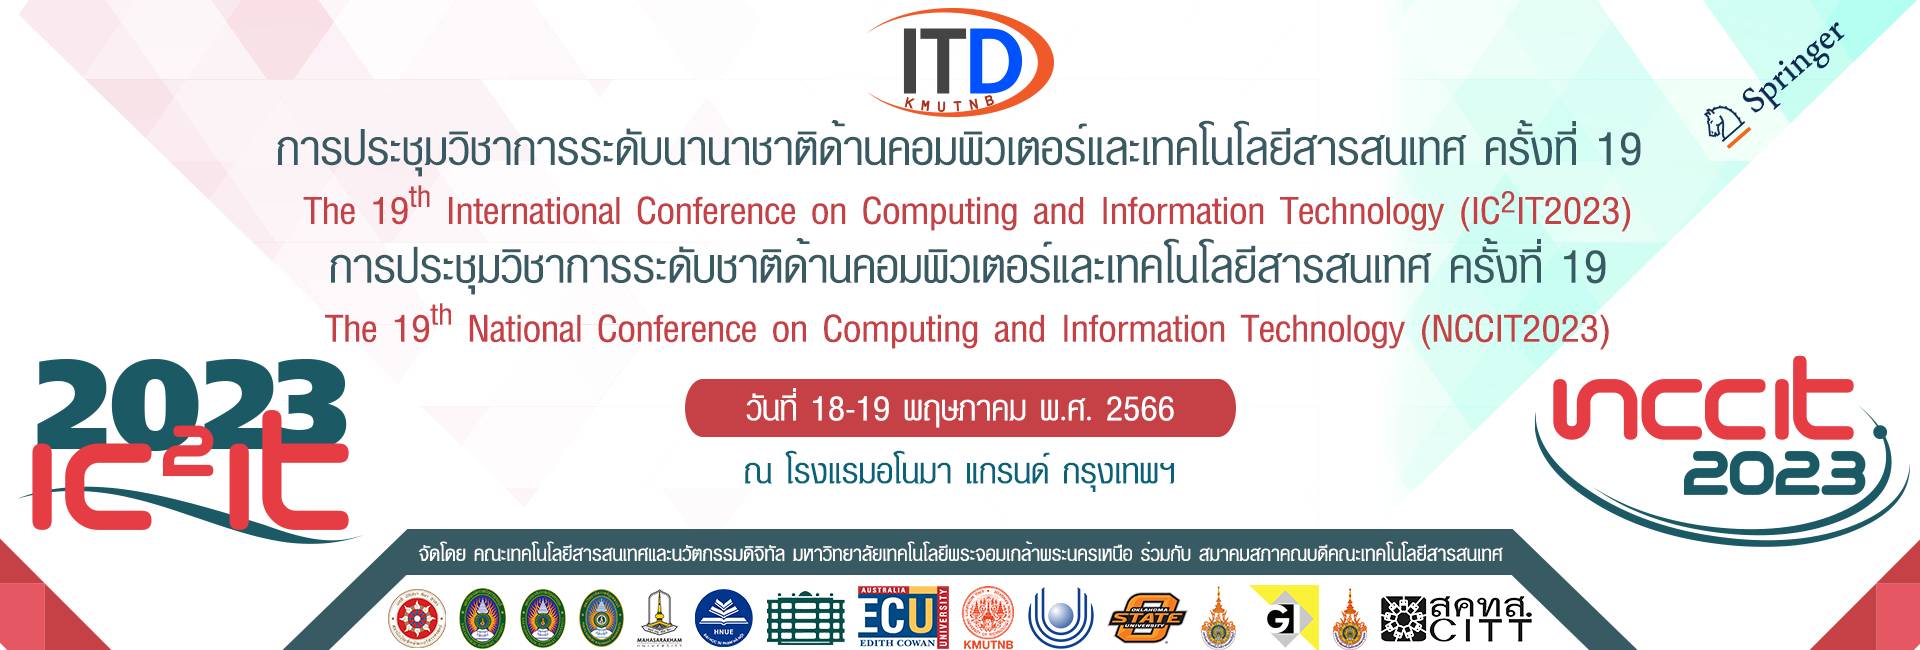 ITD
KMUTNB
Springer
การประชุมวิชาการระดับนานาชาติด้านคอมพิวเตอร์และเทคโนโลยีสารสนเทศ ครั้งที่ 19
The 19th International Conference on Computing and Information Technology (IC²IT2023)
การประชุมวิชาการระดับชาติด้านคอมพิวเตอร์และเทคโนโลยีสารสนเทศ ครั้งที่ 19
The 19th National Conference on Computing and Information Technology (NCCIT2023)
2023
IC²IT
วันที่ 18-19 พฤษภาคม พ.ศ. 2566
ณ โรงแรมอโนมา แกรนด์ กรุงเทพฯ
nccit
2023
จัดโดย คณะเทคโนโลยีสารสนเทศและนวัตกรรมดิจิทัล มหาวิทยาลัยเทคโนโลยีพระจอมเกล้าพระนครเหนือ ร่วมกับ สมาคมสภาคณบดีคณะเทคโนโลยีสารสนเทศ
MAHASARAKHAM
UNIVERSITY
HNUE
AUSTRALIA
ECU
EDITH COWAN
UNIVERSITY
KMUTNB
OKLAHOMA
STATE
UNIVERSITY
สคทส.
CITT